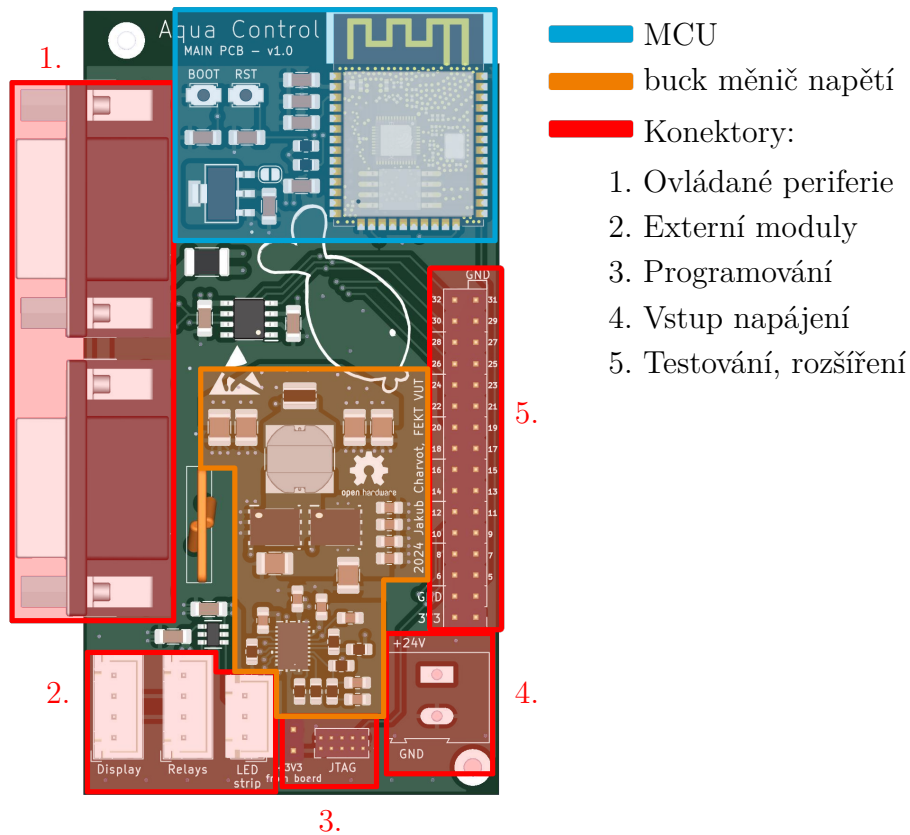 Aqua Control
MAIN PCB – v1.0
BOOT RST
1.
MCU
buck měnič napětí
Konektory:
1. Ovládané periferie
2. Externí moduly
3. Programování
4. Vstup napájení
5. Testování, rozšíření
GND
32 31
30 29
28 27
26 25
24 23
22 21
20 19
18 17
16 15
14 13
12 11
10 9
8 7
6 5
GND
3V3
5.
2024 Jakub Charvot, FEKT VUT
open hardware
+24V
GND
4.
2.
Display
Relays
LED
strip
3V3
from board
JTAG
3.